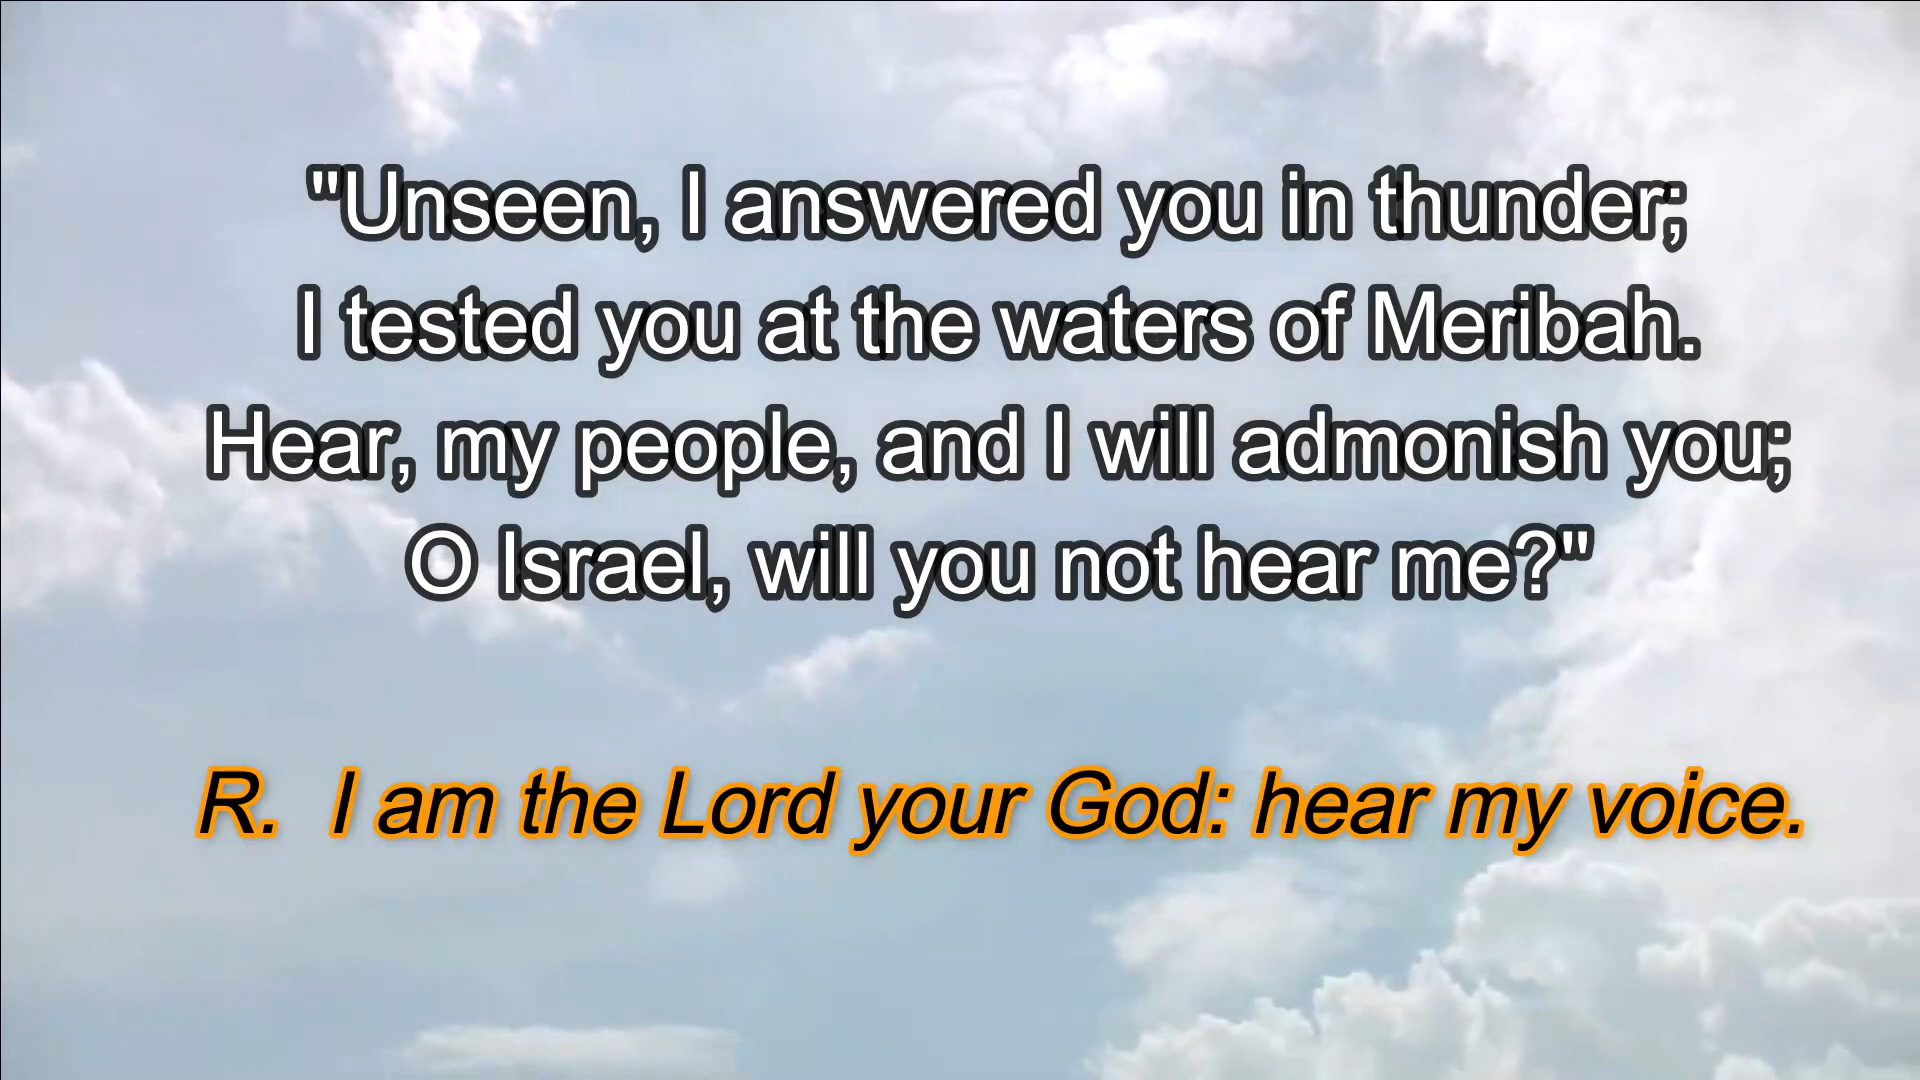 "Unseen, I answered you in thunder;
I tested you at the waters of Meribah.
Hear, my people, and I will admonish you;
O Israel, will you not hear me?"
R.  I am the Lord your God: hear my voice.